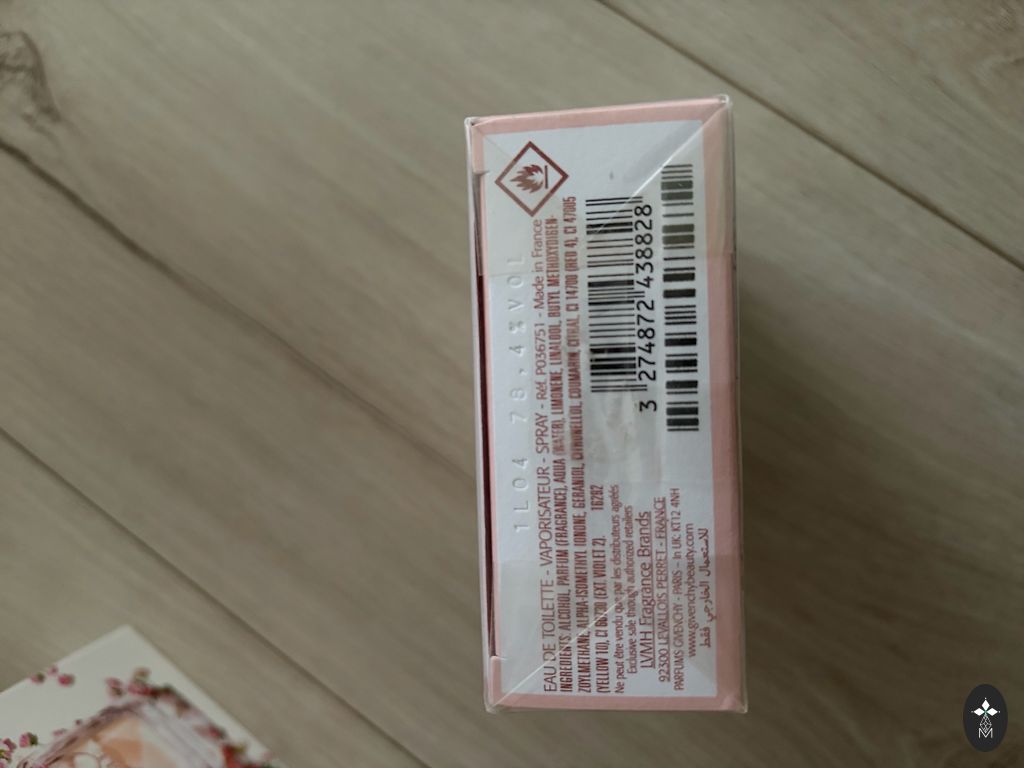 1L04 78,4%VOL
EAU DE TOILETTE - VAPORISATEUR - SPRAY - Réf. P036751 - Made in France
INGREDIENTS: ALCOHOL, PARFUM (FRAGRANCE), AQUA (WATER), LIMONENE, LINALOOL, BUTYL METHOXYDIBEN-
ZOYLMETHANE, ALPHA-ISOMETHYL IONONE, GERANIOL, CITRONELLOL, COUMARIN, CITRAL, CI 14700 (RED 4), CI 47005
(YELLOW 10), CI 60730 (EXT. VIOLET 2). 16282
Ne peut être vendu que par les distributeurs agréés
Exclusive sale through authorized retailers
LVMH Fragrance Brands
92300 LEVALLOIS PERRET - FRANCE
PARFUMS GIVENCHY - PARIS - In UK: KT12 4NH
www.givenchybeauty.com
للاستعمال الخارجي فقط
3 274872 438828
M